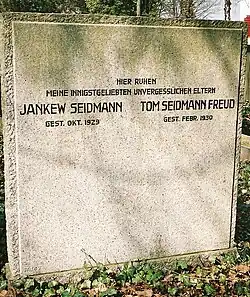 HIER RUHEN
MEINE INNIGSTGELIEBTEN UNVERGESSLICHEN ELTERN
JANKEW SEIDMANN TOM SEIDMANN FREUD
GEST. OKT. 1929 GEST. FEBR. 1930